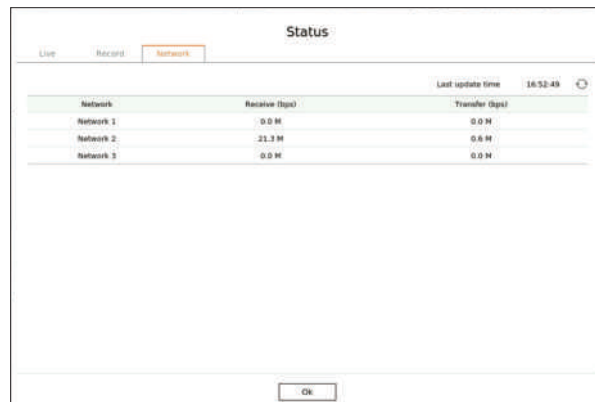 Status
Live Record Network
Last update time 16:52:49
Network Receive (bps) Transfer (bps)
Network 1 0.0 M 0.0 M
Network 2 21.3 M 0.6 M
Network 3 0.0 M 0.0 M
Ok